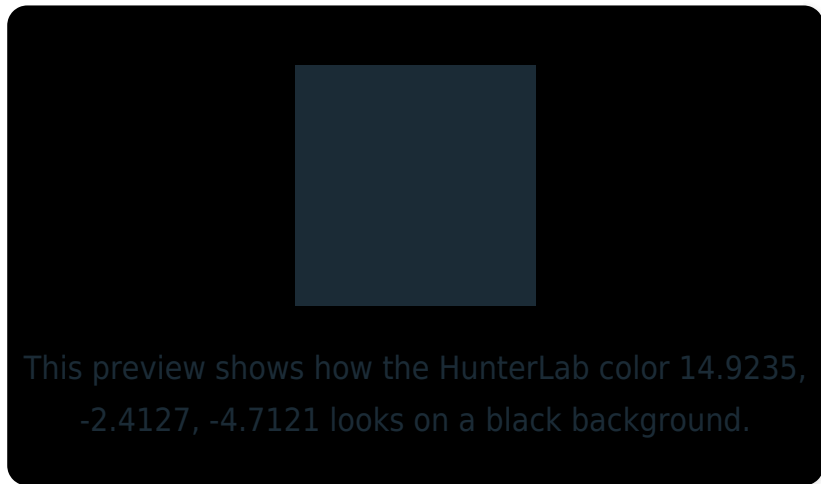 This preview shows how the HunterLab color 14.9235,
-2.4127, -4.7121 looks on a black background.